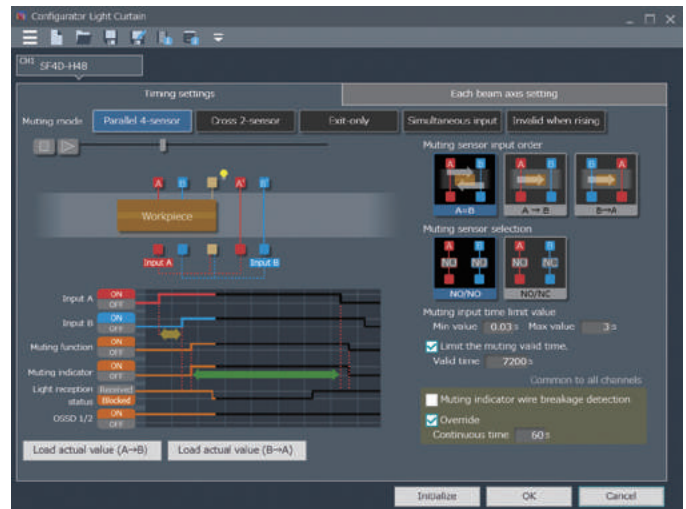 Configurator Light Curtain
CH1 SF4D-H48
Timing settings
Each beam axis setting
Muting mode
Parallel 4-sensor
Cross 2-sensor
Exit-only
Simultaneous input
Invalid when rising
Muting sensor input order
A B
A=B
A B
A → B
B A
B→A
A B A' B'
Workpiece
Input A
Input B
Muting sensor selection
A B
NO NO
NO/NO
A B
NO NC
NO/NC
Muting input time limit value
Min value 0.03 s Max value 3 s
Limit the muting valid time.
Valid time 7200 s
Common to all channels
Muting indicator wire breakage detection
Override
Continuous time 60 s
Input A ON
OFF
Input B ON
OFF
Muting function ON
OFF
Muting indicator ON
OFF
Light reception Received
status Blocked
OSSD 1/2 ON
OFF
Load actual value (A→B)
Load actual value (B→A)
Initialize
OK
Cancel